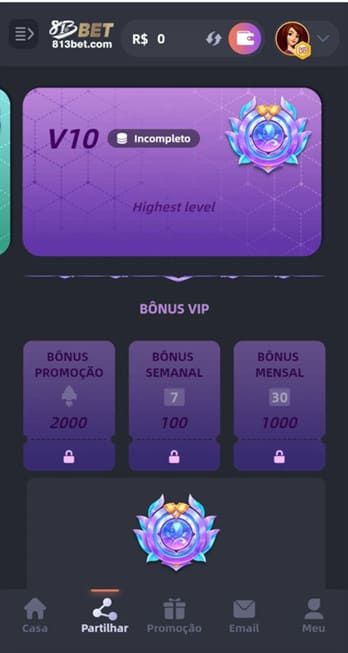 813BET
813bet.com
R$ 0
V0
V10
Incompleto
Highest level
BÔNUS VIP
BÔNUS
PROMOÇÃO
2000
BÔNUS
SEMANAL
7
100
BÔNUS
MENSAL
30
1000
Casa
Partilhar
Promoção
Email
Meu